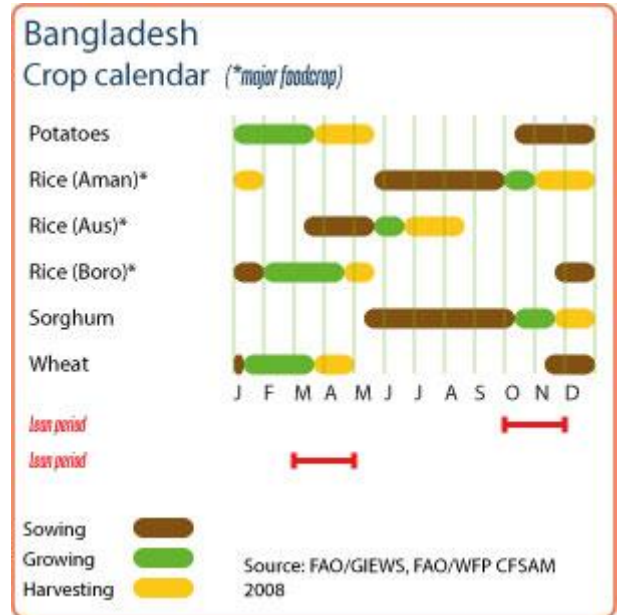 Bangladesh
Crop calendar (*major foodcrop)
Potatoes
Rice (Aman)*
Rice (Aus)*
Rice (Boro)*
Sorghum
Wheat
J F M A M J J A S O N D
Lean period
Lean period
Sowing
Growing
Harvesting
Source: FAO/GIEWS, FAO/WFP CFSAM
2008